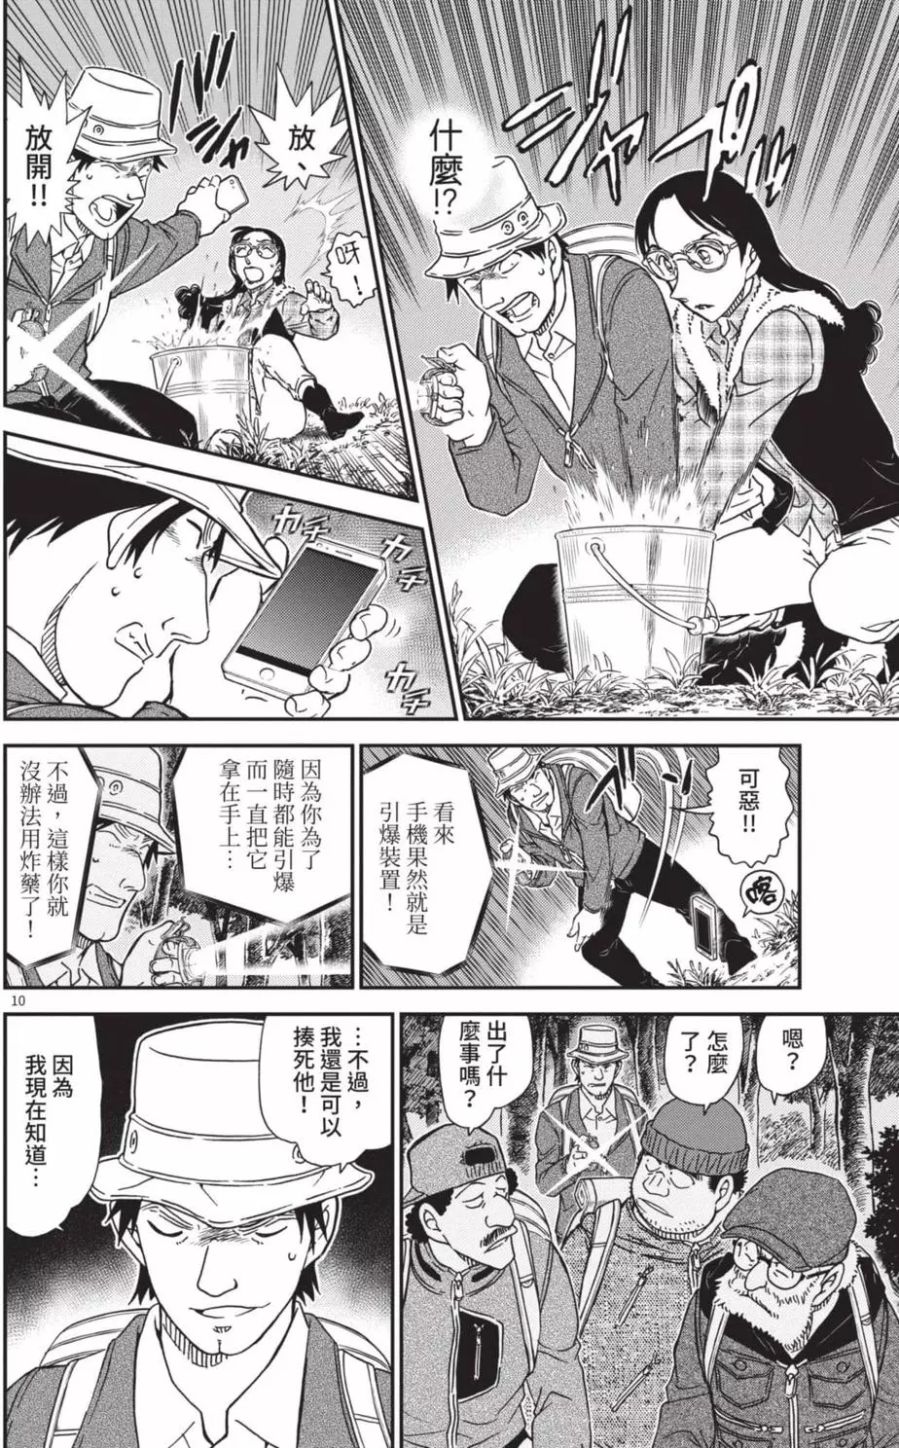 ジャプ
什麼!?
放、
放開!!
呀!
カチ
カチ
カチ
可惡!!
喀
看來
手機果然就是
引爆裝置!
因為你為了
隨時都能引爆
而一直把它
拿在手上…
不過,這樣你就
沒辦法用炸藥了!
10
嗯?
怎麼
了?
出了什
麼事嗎?
…不過,
我還是可以
揍死他!
因為
我現在知道…